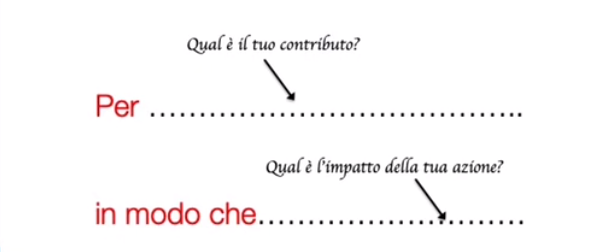 Qual è il tuo contributo?
Per ………………………………..
Qual è l'impatto della tua azione?
in modo che………………………